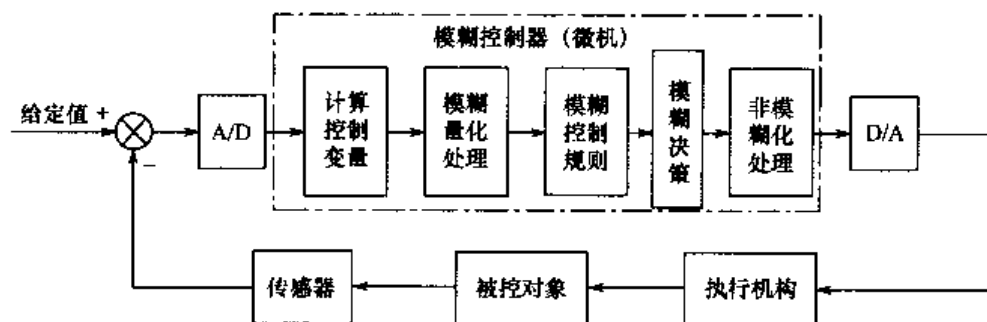 模糊控制器（微机）
给定值 +
−
A/D
计算
控制
变量
模糊
量化
处理
模糊
控制
规则
模
糊
决
策
非模
糊化
处理
D/A
传感器
被控对象
执行机构